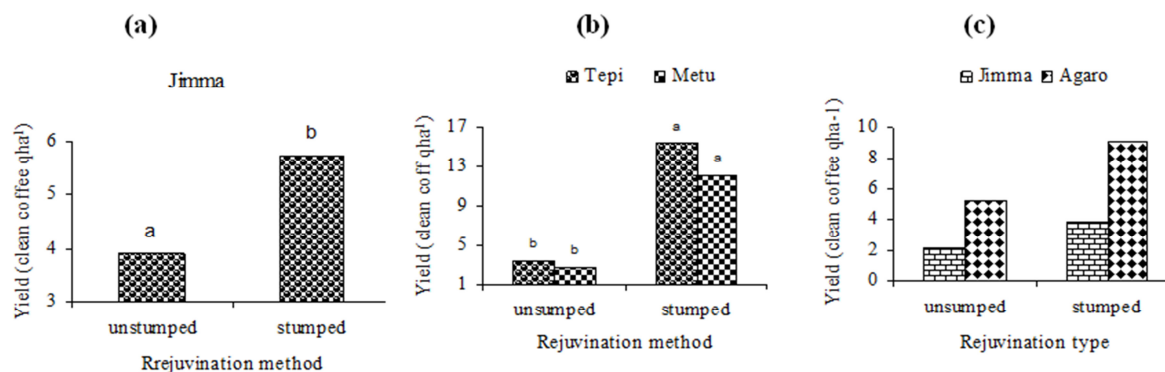 (a)
Jimma
Yield (clean coffee qha¹)
6
5
4
3
a
b
unstumped
stumped
Rrejuvination method
(b)
Tepi
Metu
Yield (clean coff qha¹)
17
13
9
5
1
b
b
a
a
unstumped
stumped
Rejuvination method
(c)
Jimma
Agaro
Yield (clean coffee qha-1)
10
8
6
4
2
0
unsumped
stumped
Rejuvination type